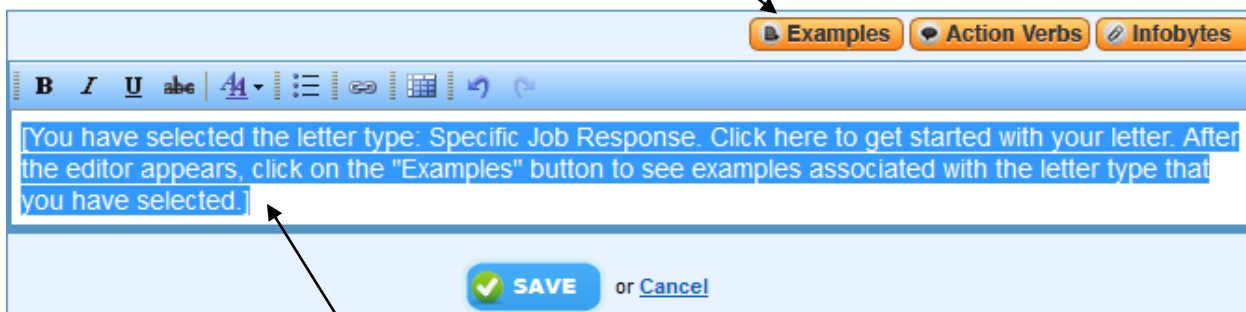 Examples Action Verbs Infobytes
B I U abc A4
[You have selected the letter type: Specific Job Response. Click here to get started with your letter. After
the editor appears, click on the "Examples" button to see examples associated with the letter type that
you have selected.]
SAVE or Cancel